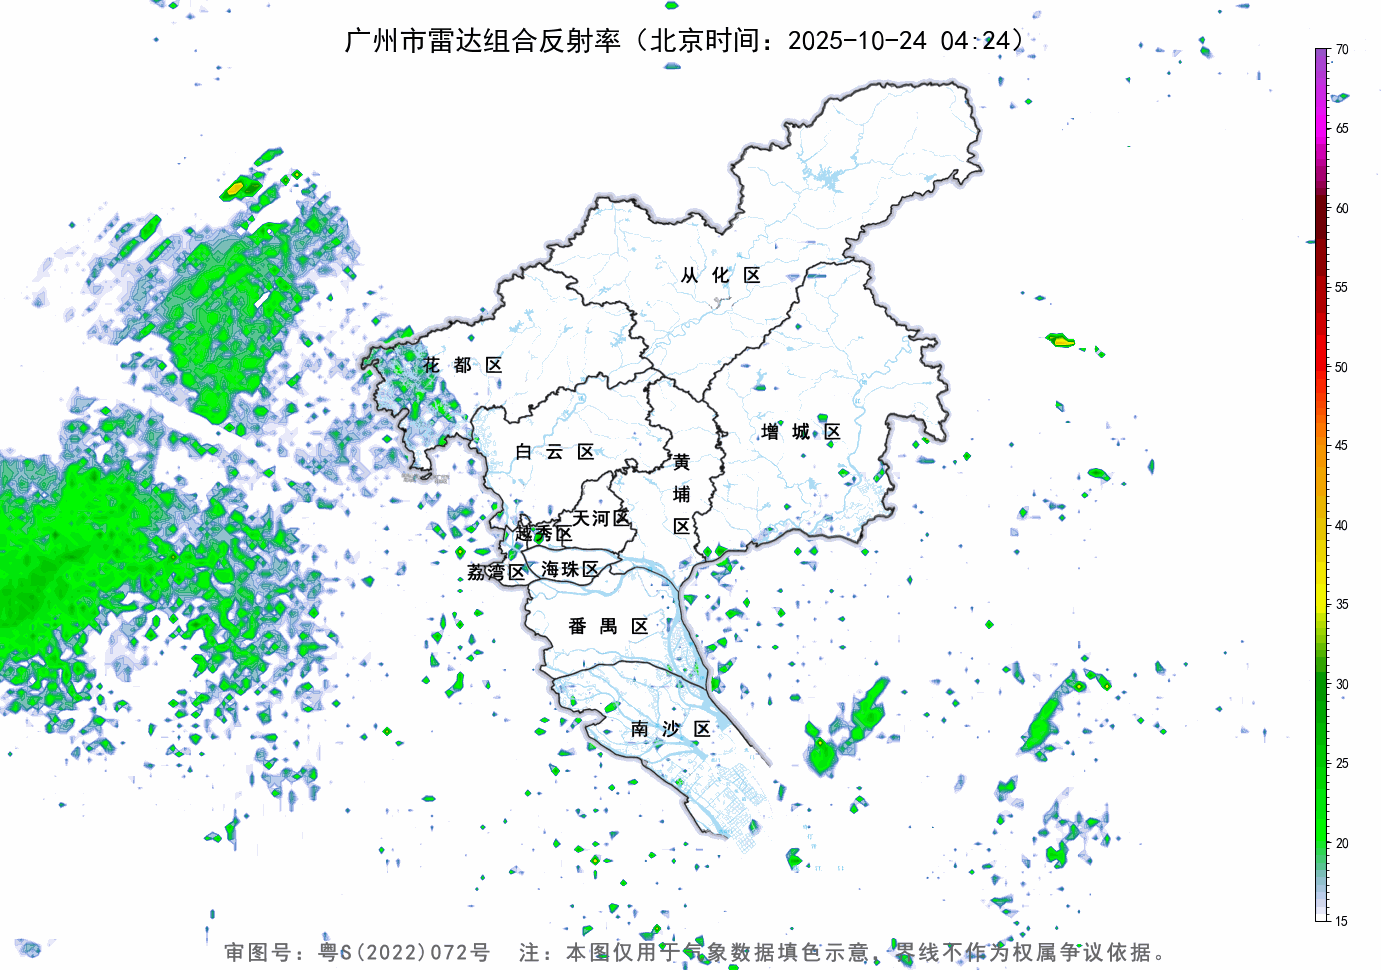 广州市雷达组合反射率（北京时间：2025-10-24 04:24）
70
65
60
55
50
45
40
35
30
25
20
15
从化区
花都区
增城区
白云区
黄埔区
天河区
越秀区
荔湾区
海珠区
番禺区
南沙区
审图号：粤S(2022)072号 注：本图仅用于气象数据填色示意，界线不作为权属争议依据。